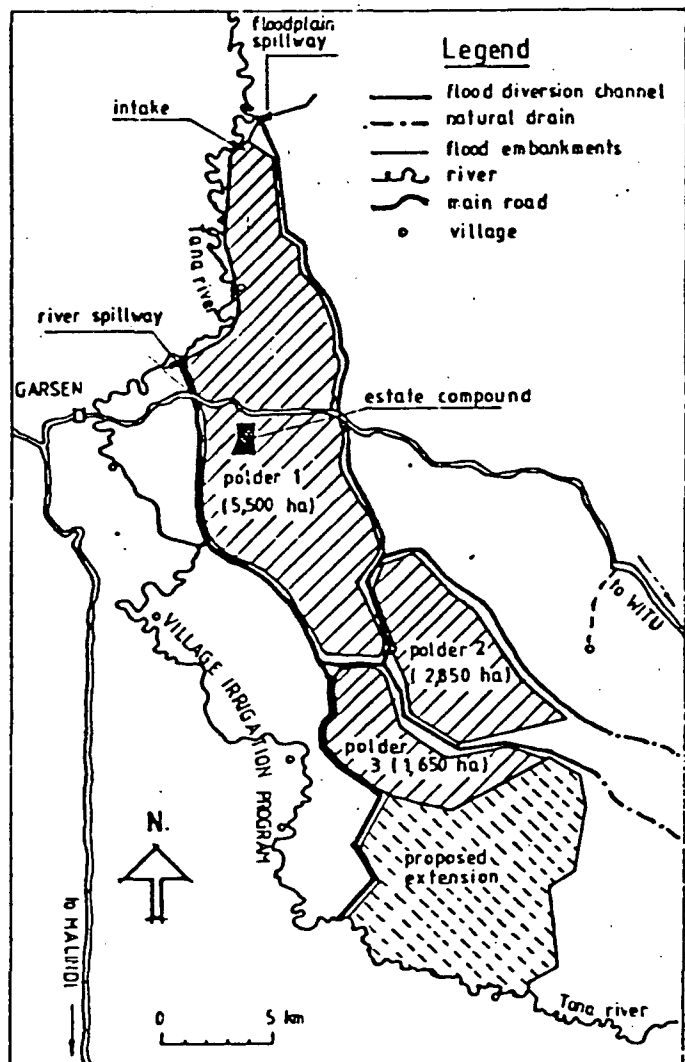 floodplain
spillway
Legend
flood diversion channel
natural drain
flood embankments
river
main road
village
intake
Tana river
river spillway
GARSEN
estate compound
polder 1
(5,500 ha)
to WITU
polder 2
(2,850 ha)
VILLAGE IRRIGATION PROGRAM
polder
3 (1,650 ha)
N.
proposed
extension
to MALINDI
0 5 km
Tana river